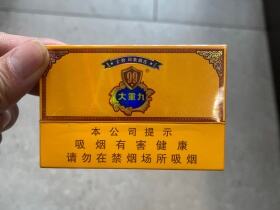 大重九
本公司提示
吸烟有害健康
请勿在禁烟场所吸烟